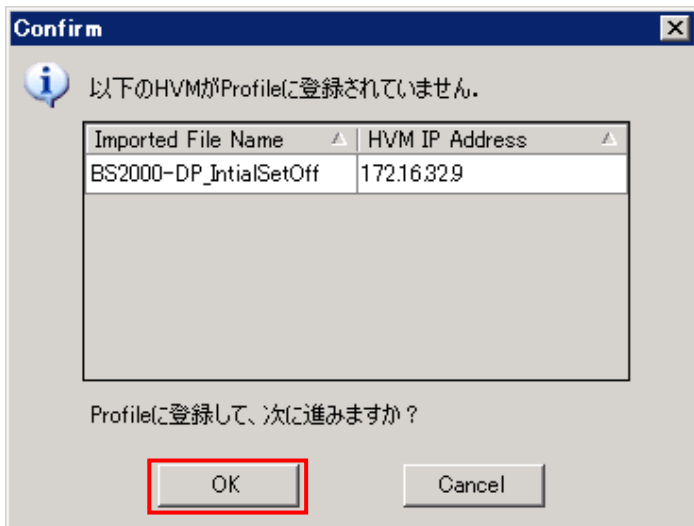 Confirm
以下のHVMがProfileに登録されていません.
Imported File Name HVM IP Address
BS2000-DP_IntialSetOff 172.16.32.9
Profileに登録して、次に進みますか？
OK Cancel